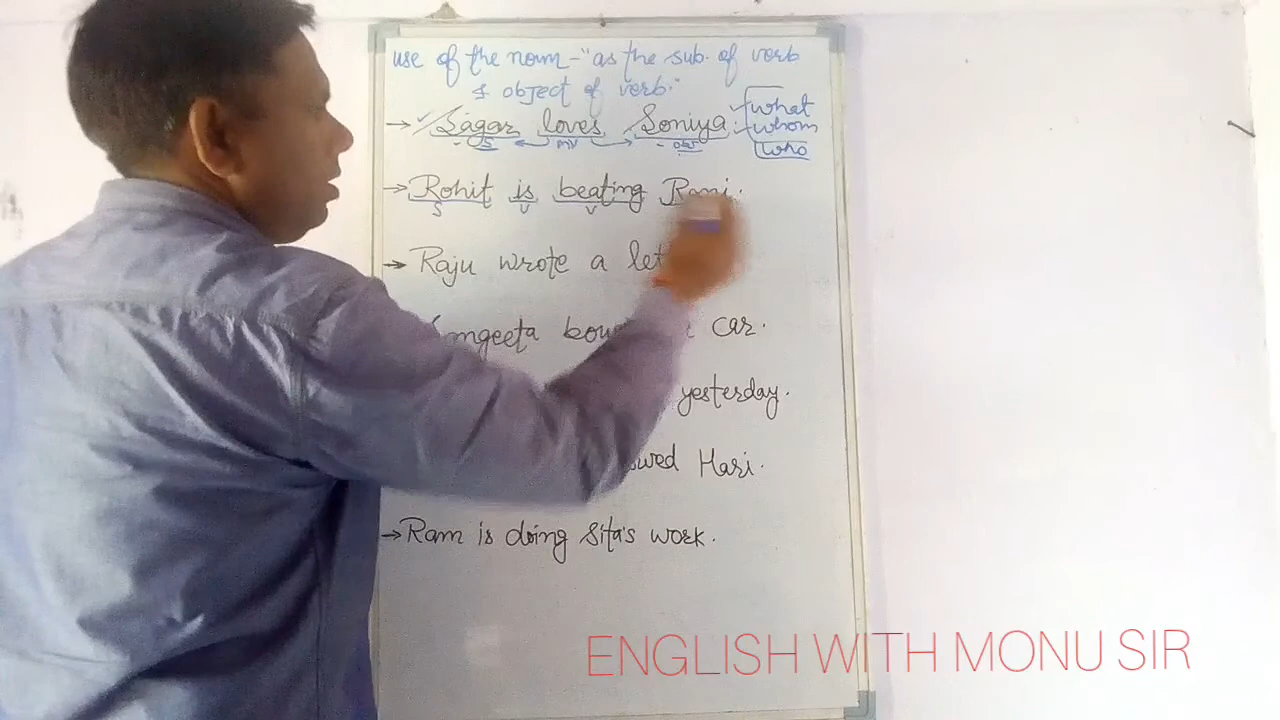 use of the noun - "as the sub. of verb
& object of verb."
→ Sagar loves Soniya. what
whom
who
S MV obj
→ Rohit is beating Rani.
S V V
→ Raju wrote a
car.
yesterday.
Hari.
→ Ram is doing Sita's work.
ENGLISH WITH MONU SIR